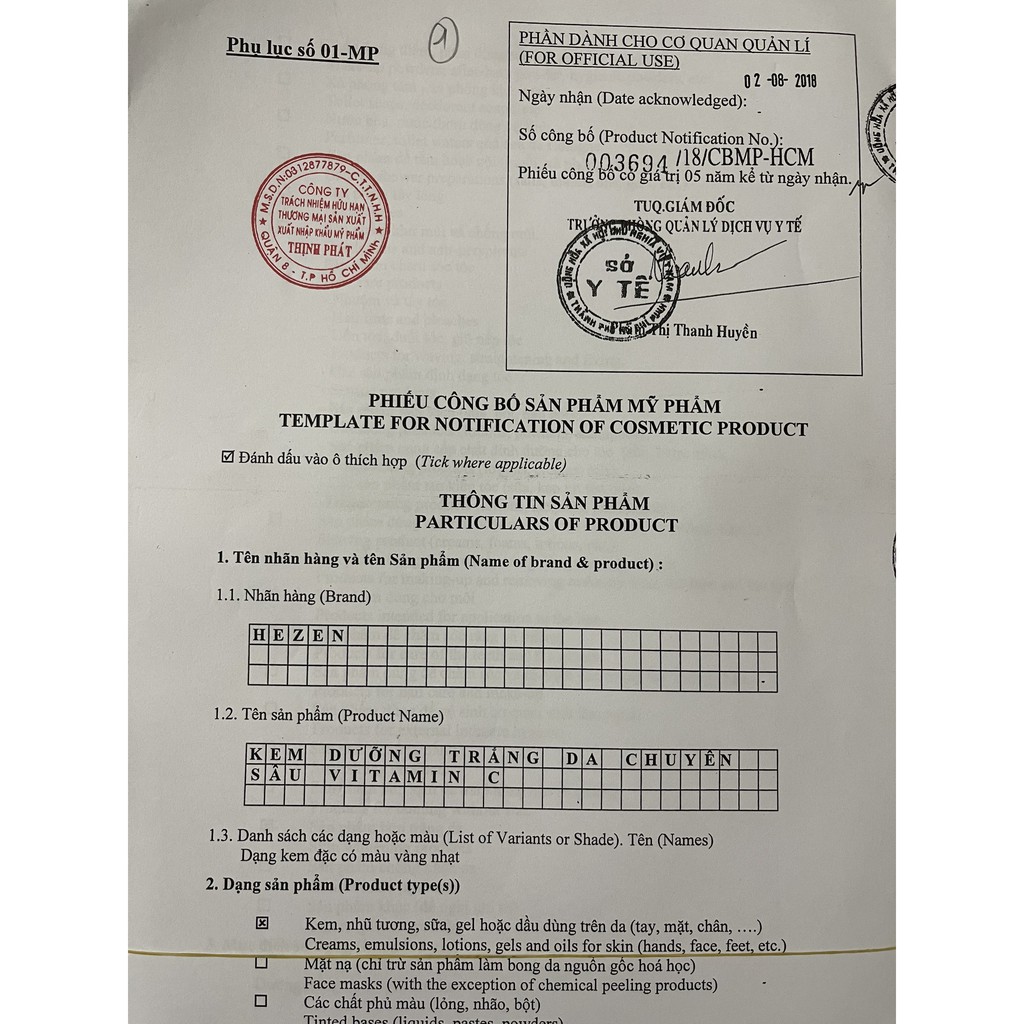 Phụ lục số 01-MP
1
PHẦN DÀNH CHO CƠ QUAN QUẢN LÍ
(FOR OFFICIAL USE)
02-08-2018
Ngày nhận (Date acknowledged):
Số công bố (Product Notification No.):
003694/18/CBMP-HCM
Phiếu công bố có giá trị 05 năm kể từ ngày nhận.
TUQ.GIÁM ĐỐC
TRƯỞNG PHÒNG QUẢN LÝ DỊCH VỤ Y TẾ
SỞ
Y TẾ
Thị Thanh Huyền
M.S.D.N:0312877879-C.T.T.N.H.H
CÔNG TY
TRÁCH NHIỆM HỮU HẠN
THƯƠNG MẠI SẢN XUẤT
XUẤT NHẬP KHẨU MỸ PHẨM
THỊNH PHÁT
QUẬN 8 - T.P HỒ CHÍ MINH
PHIẾU CÔNG BỐ SẢN PHẨM MỸ PHẨM
TEMPLATE FOR NOTIFICATION OF COSMETIC PRODUCT
☑ Đánh dấu vào ô thích hợp (Tick where applicable)
THÔNG TIN SẢN PHẨM
PARTICULARS OF PRODUCT
1. Tên nhãn hàng và tên Sản phẩm (Name of brand & product) :
1.1. Nhãn hàng (Brand)
HEZEN
1.2. Tên sản phẩm (Product Name)
KEM DƯỠNG TRẮNG DA CHUYÊN
SÂU VITAMIN C
1.3. Danh sách các dạng hoặc màu (List of Variants or Shade). Tên (Names)
Dạng kem đặc có màu vàng nhạt
2. Dạng sản phẩm (Product type(s))
☒ Kem, nhũ tương, sữa, gel hoặc dầu dùng trên da (tay, mặt, chân, ….)
Creams, emulsions, lotions, gels and oils for skin (hands, face, feet, etc.)
☐ Mặt nạ (chỉ trừ sản phẩm làm bong da nguồn gốc hoá học)
Face masks (with the exception of chemical peeling products)
☐ Các chất phủ màu (lỏng, nhão, bột)
Tinted bases (liquids, pastes, powders)